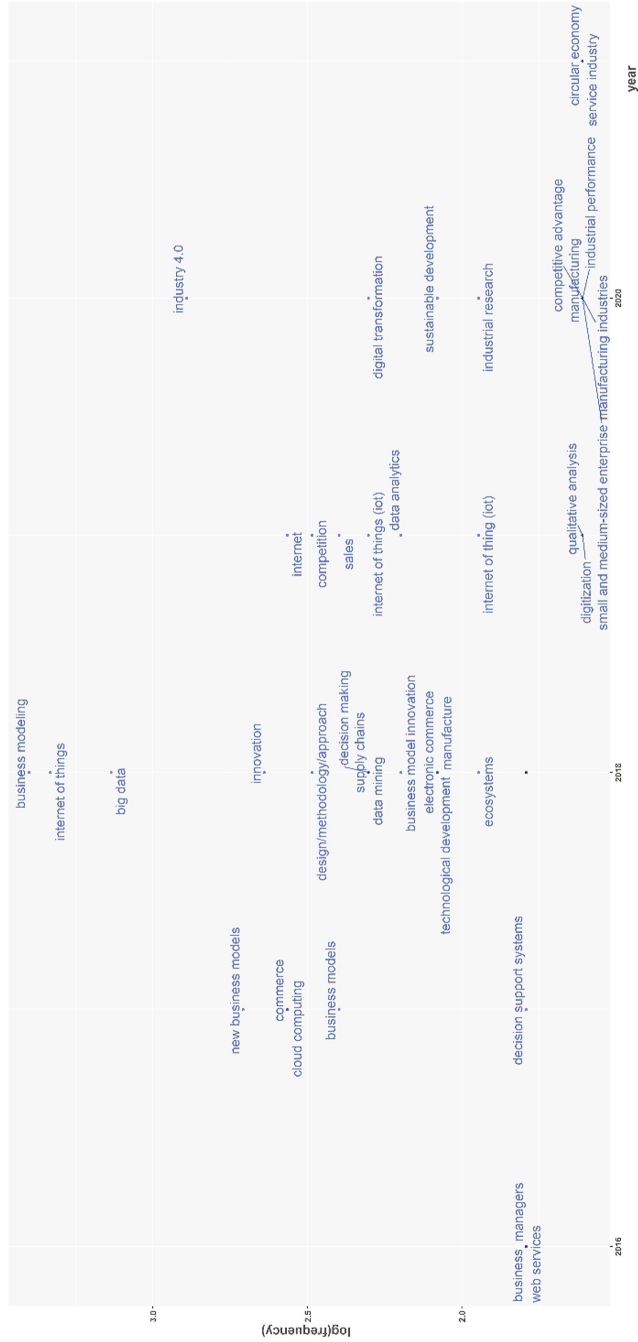 business modeling
internet of things
big data
industry 4.0
new business models
innovation
commerce
cloud computing
internet
design/methodology/approach
competition
business models
decision making
sales
supply chains
data mining
internet of things (iot)
digital transformation
data analytics
business model innovation
electronic commerce
technological development
manufacture
sustainable development
ecosystems
internet of thing (iot)
industrial research
business
managers
web services
decision support systems
qualitative analysis
digitization
competitive advantage
manufacturing
industrial performance
small and medium-sized enterprise
manufacturing industries
circular economy
service industry
3.0
2.5
2.0
log(frequency)
2016
2018
2020
year